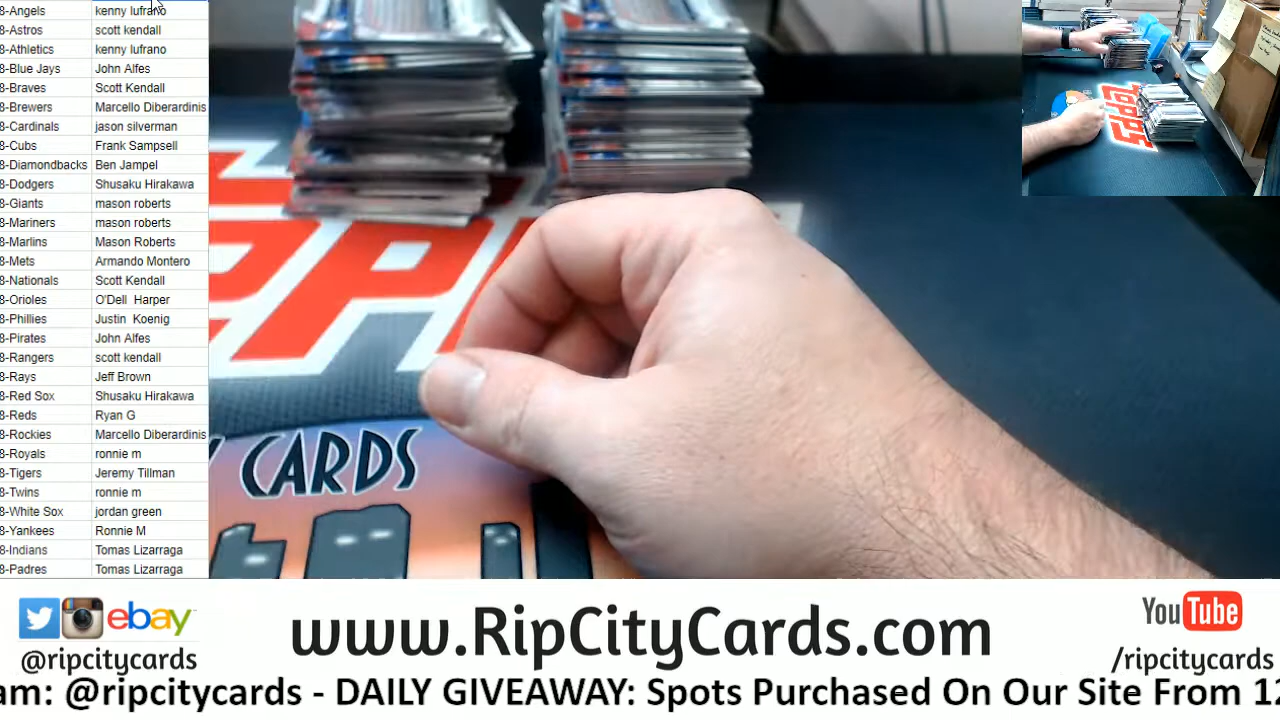 8-Angels kenny lufrano
8-Astros scott kendall
8-Athletics kenny lufrano
8-Blue Jays John Alfes
8-Braves Scott Kendall
8-Brewers Marcello Diberardinis
8-Cardinals jason silverman
8-Cubs Frank Sampsell
8-Diamondbacks Ben Jampel
8-Dodgers Shusaku Hirakawa
8-Giants mason roberts
8-Mariners mason roberts
8-Marlins Mason Roberts
8-Mets Armando Montero
8-Nationals Scott Kendall
8-Orioles O'Dell Harper
8-Phillies Justin Koenig
8-Pirates John Alfes
8-Rangers scott kendall
8-Rays Jeff Brown
8-Red Sox Shusaku Hirakawa
8-Reds Ryan G
8-Rockies Marcello Diberardinis
8-Royals ronnie m
8-Tigers Jeremy Tillman
8-Twins ronnie m
8-White Sox jordan green
8-Yankees Ronnie M
8-Indians Tomas Lizarraga
8-Padres Tomas Lizarraga
TOPPS
Y CARDS
ebay
@ripcitycards
www.RipCityCards.com
YouTube
/ripcitycards
am: @ripcitycards - DAILY GIVEAWAY: Spots Purchased On Our Site From 12